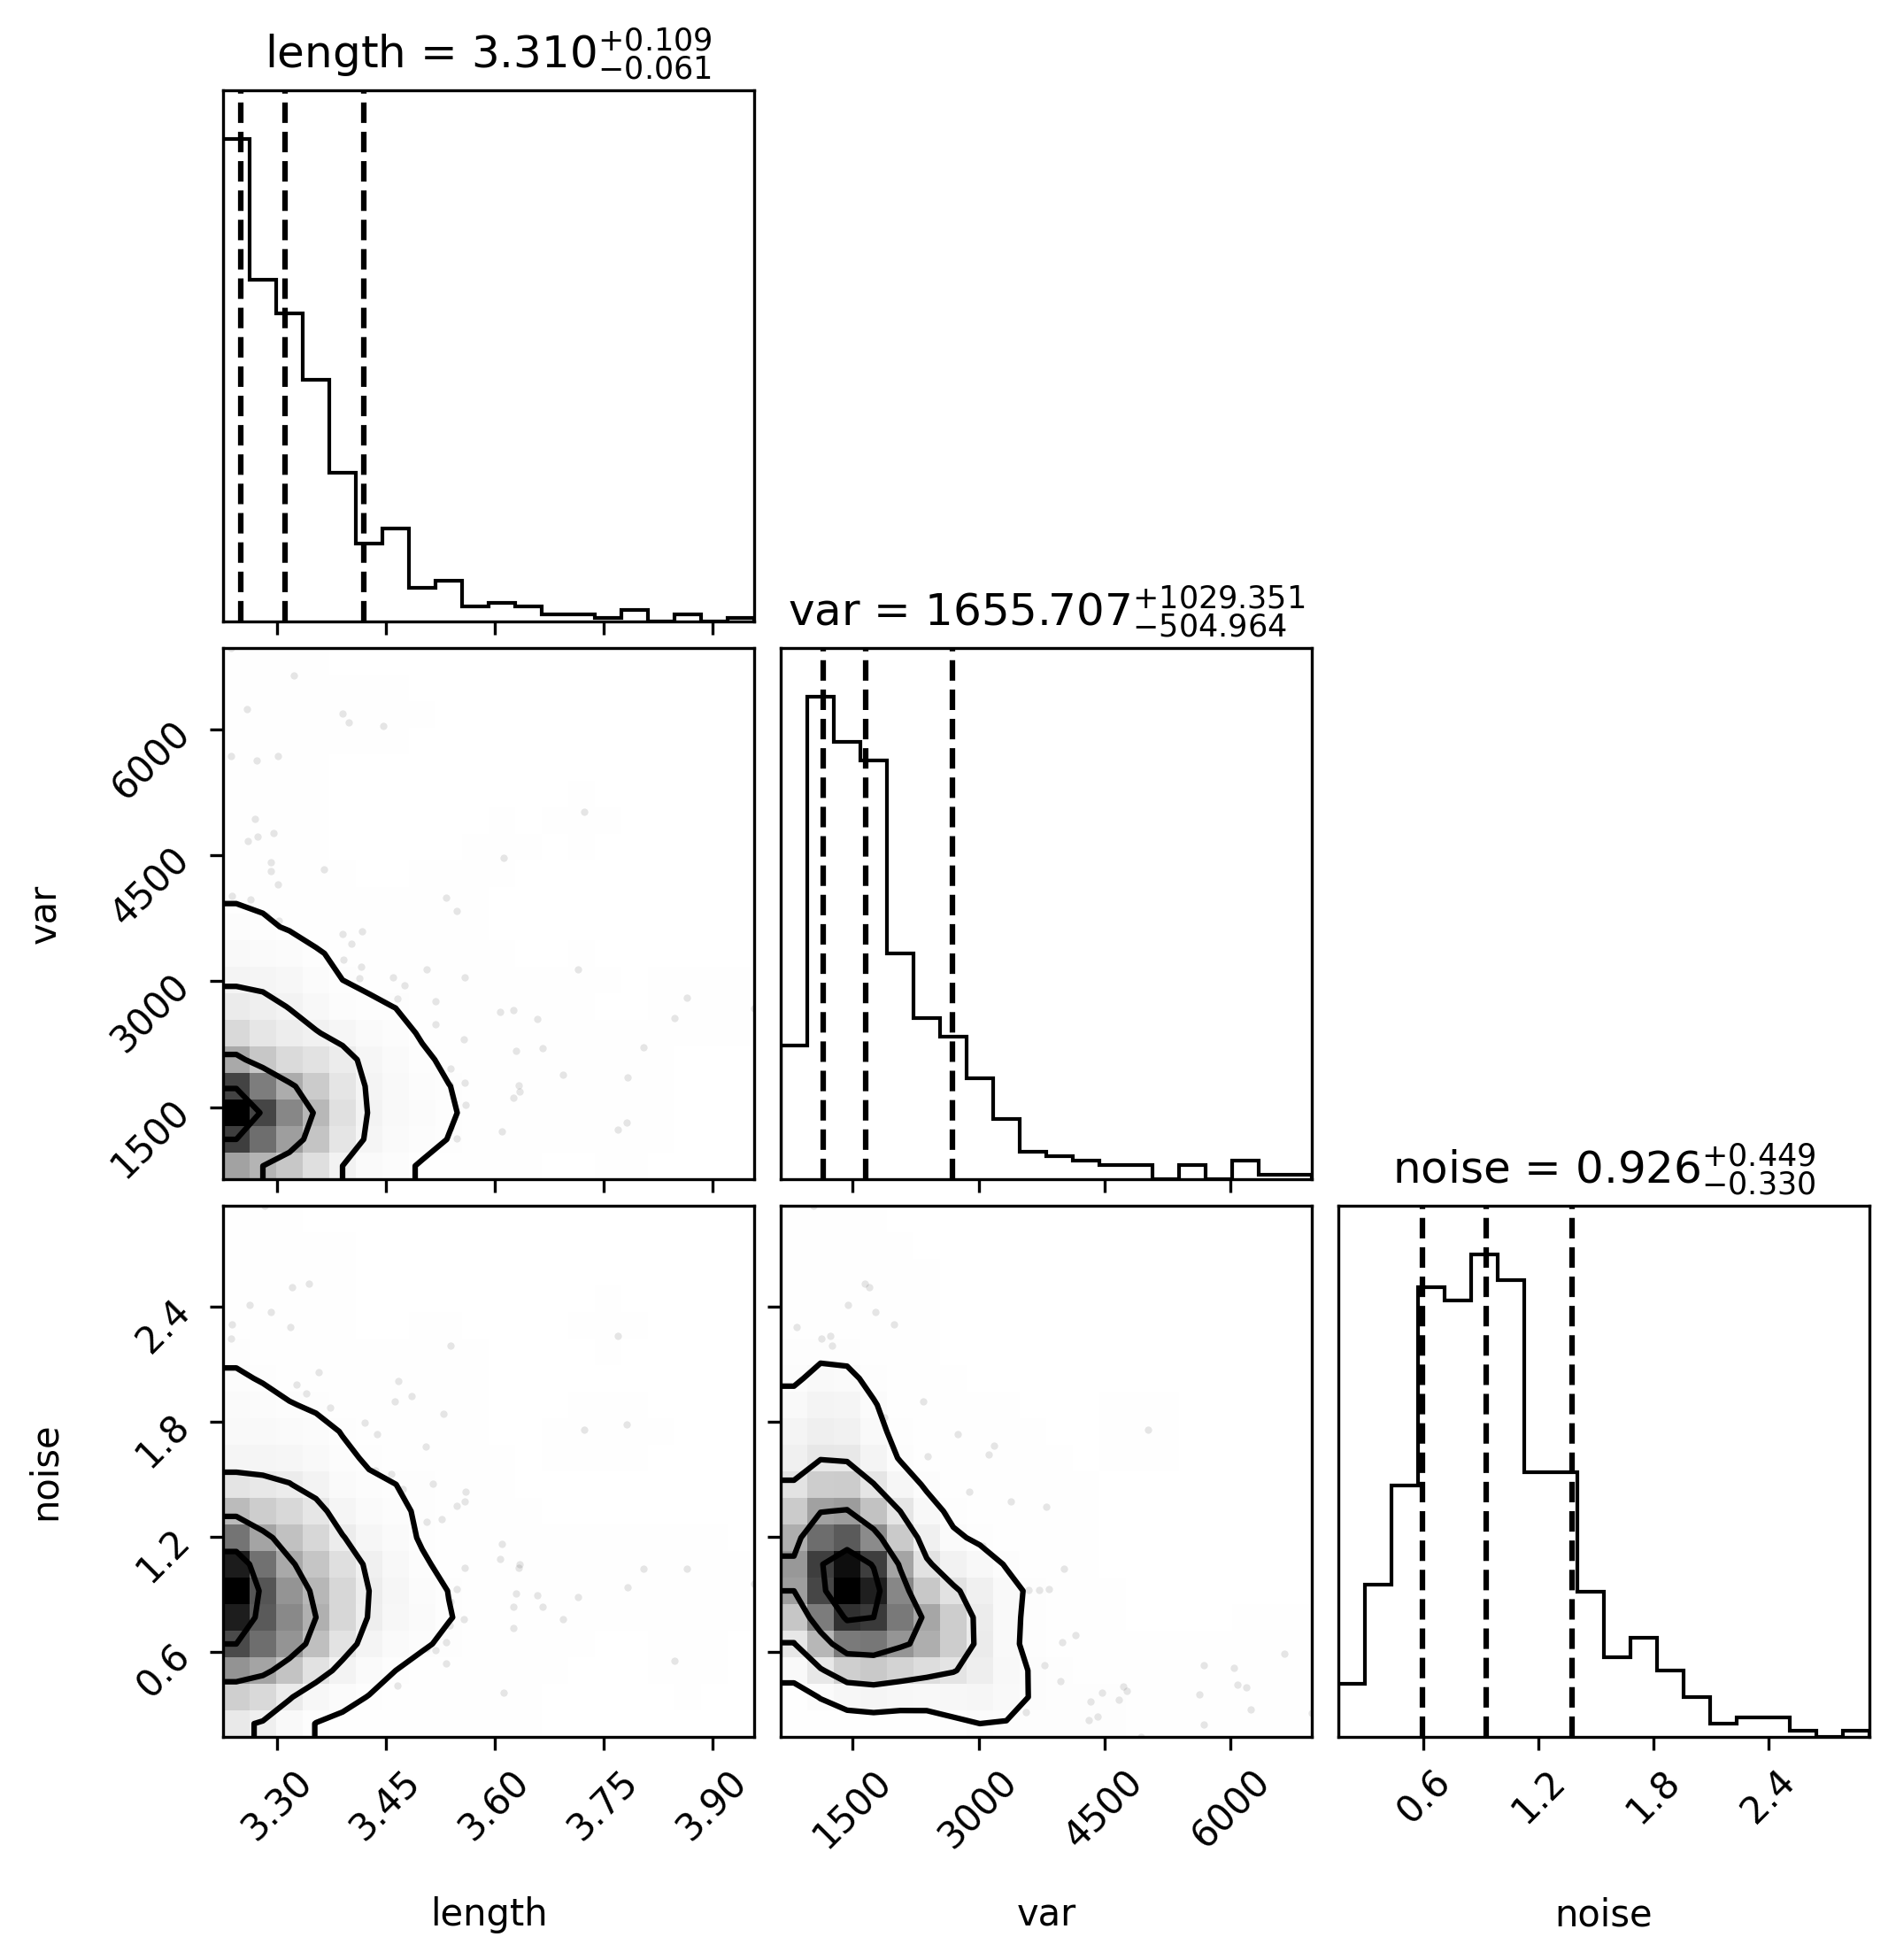 length = 3.310+0.109−0.061
var = 1655.707+1029.351−504.964
6000
4500
3000
1500
var
noise = 0.926+0.449−0.330
2.4
1.8
1.2
0.6
noise
3.30 3.45 3.60 3.75 3.90 1500 3000 4500 6000 0.6 1.2 1.8 2.4
length var noise